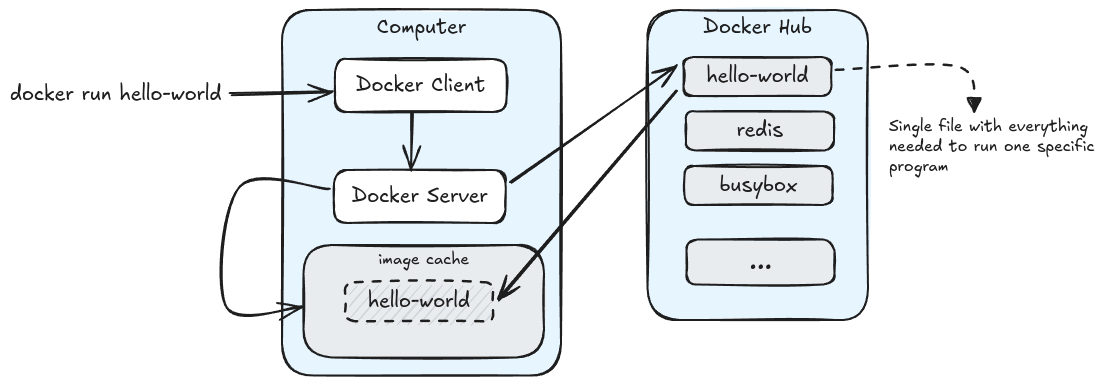 Computer
docker run hello-world
Docker Client
Docker Server
image cache
hello-world
Docker Hub
hello-world
redis
busybox
...
Single file with everything
needed to run one specific
program